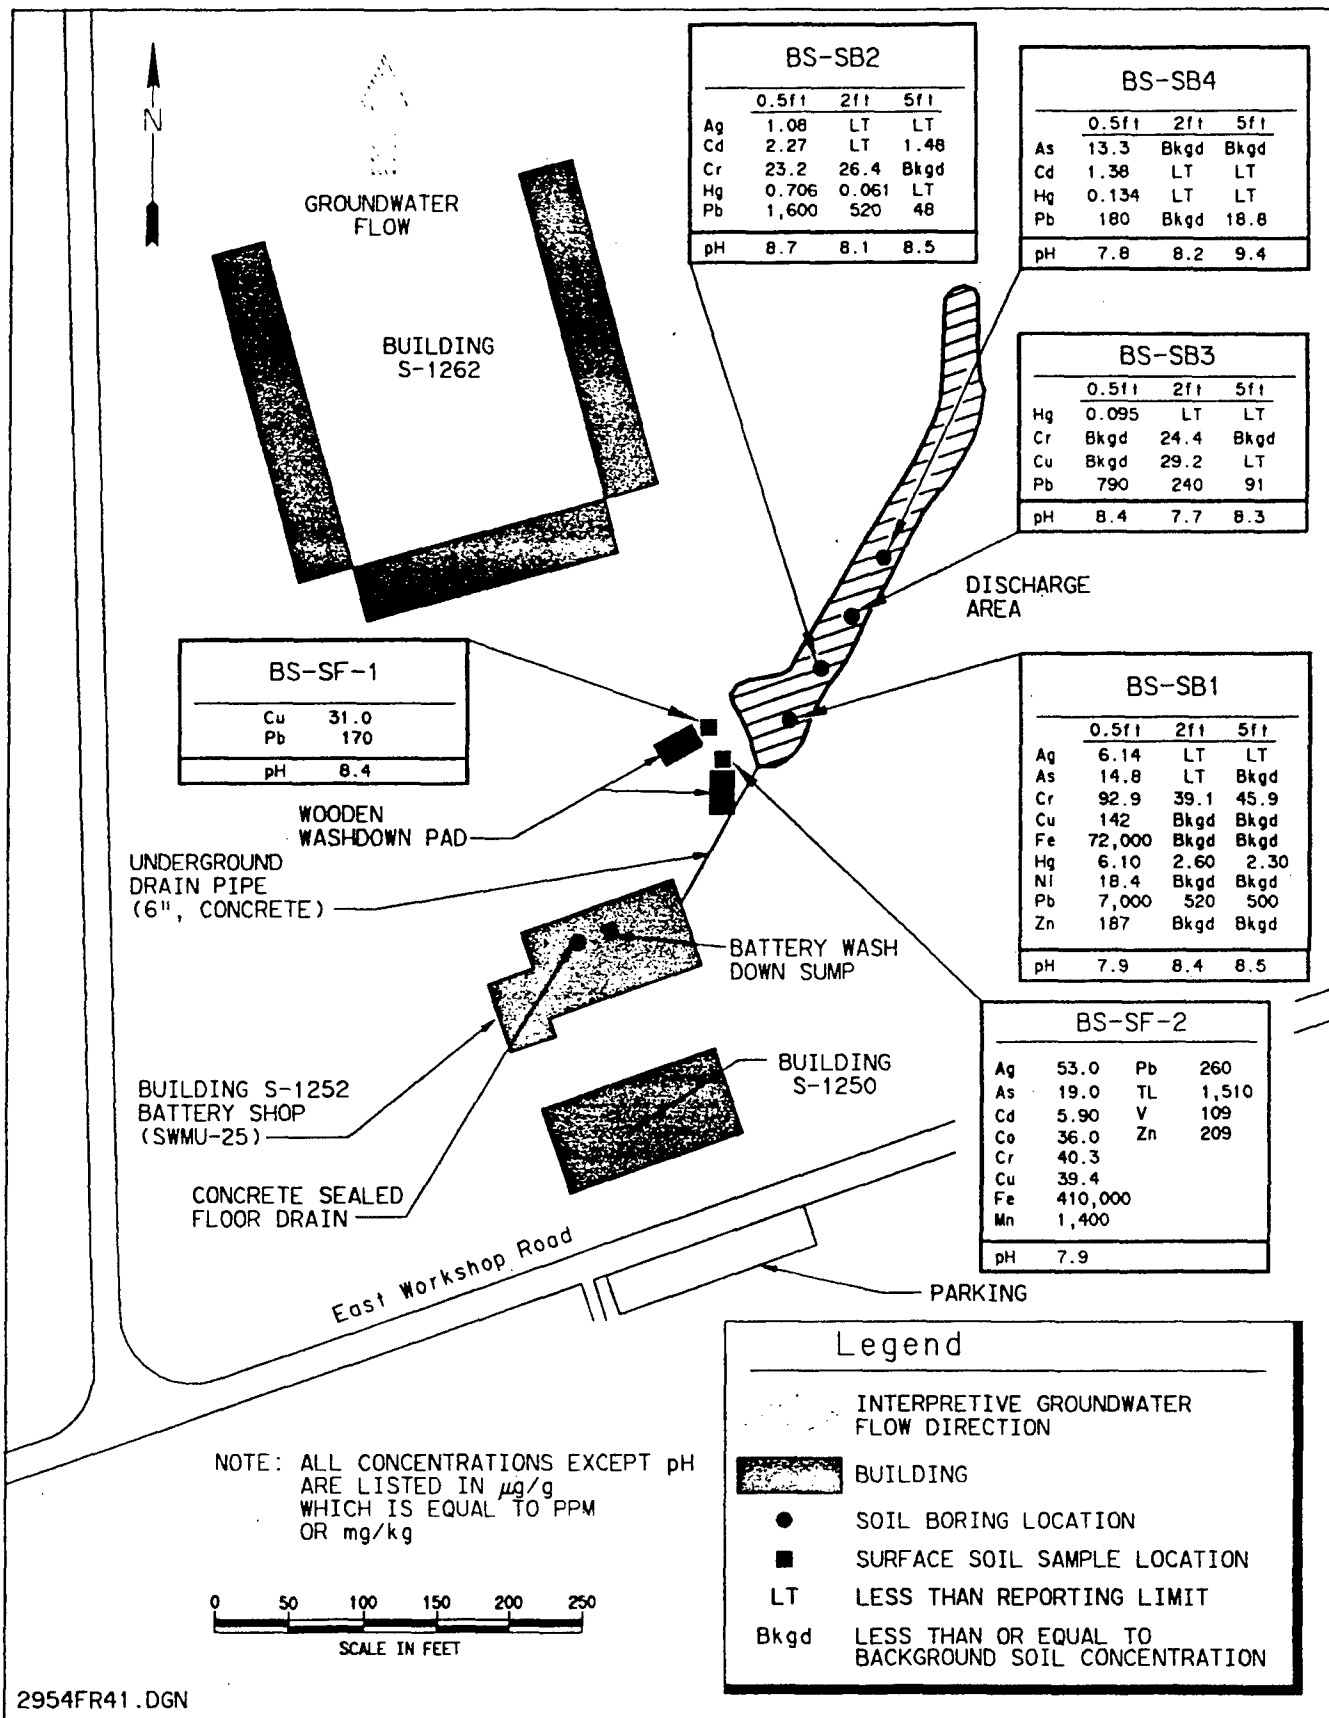 N
GROUNDWATER
FLOW
BUILDING
S-1262
BS-SB2
0.5ft 2ft 5ft
Ag 1.08 LT LT
Cd 2.27 LT 1.48
Cr 23.2 26.4 Bkgd
Hg 0.706 0.061 LT
Pb 1,600 520 48
pH 8.7 8.1 8.5
BS-SB4
0.5ft 2ft 5ft
As 13.3 Bkgd Bkgd
Cd 1.38 LT LT
Hg 0.134 LT LT
Pb 180 Bkgd 18.8
pH 7.8 8.2 9.4
BS-SB3
0.5ft 2ft 5ft
Hg 0.095 LT LT
Cr Bkgd 24.4 Bkgd
Cu Bkgd 29.2 LT
Pb 790 240 91
pH 8.4 7.7 8.3
DISCHARGE
AREA
BS-SF-1
Cu 31.0
Pb 170
pH 8.4
BS-SB1
0.5ft 2ft 5ft
Ag 6.14 LT LT
As 14.8 LT Bkgd
Cr 92.9 39.1 45.9
Cu 142 Bkgd Bkgd
Fe 72,000 Bkgd Bkgd
Hg 6.10 2.60 2.30
Ni 18.4 Bkgd Bkgd
Pb 7,000 520 500
Zn 187 Bkgd Bkgd
pH 7.9 8.4 8.5
WOODEN
WASHDOWN PAD
UNDERGROUND
DRAIN PIPE
(6", CONCRETE)
BATTERY WASH
DOWN SUMP
BS-SF-2
Ag 53.0 Pb 260
As 19.0 TL 1,510
Cd 5.90 V 109
Co 36.0 Zn 209
Cr 40.3
Cu 39.4
Fe 410,000
Mn 1,400
pH 7.9
BUILDING
S-1250
BUILDING S-1252
BATTERY SHOP
(SWMU-25)
CONCRETE SEALED
FLOOR DRAIN
East Workshop Road
PARKING
Legend
INTERPRETIVE GROUNDWATER
FLOW DIRECTION
BUILDING
SOIL BORING LOCATION
SURFACE SOIL SAMPLE LOCATION
LT LESS THAN REPORTING LIMIT
Bkgd LESS THAN OR EQUAL TO
BACKGROUND SOIL CONCENTRATION
NOTE: ALL CONCENTRATIONS EXCEPT pH
ARE LISTED IN µg/g
WHICH IS EQUAL TO PPM
OR mg/kg
0 50 100 150 200 250
SCALE IN FEET
2954FR41.DGN